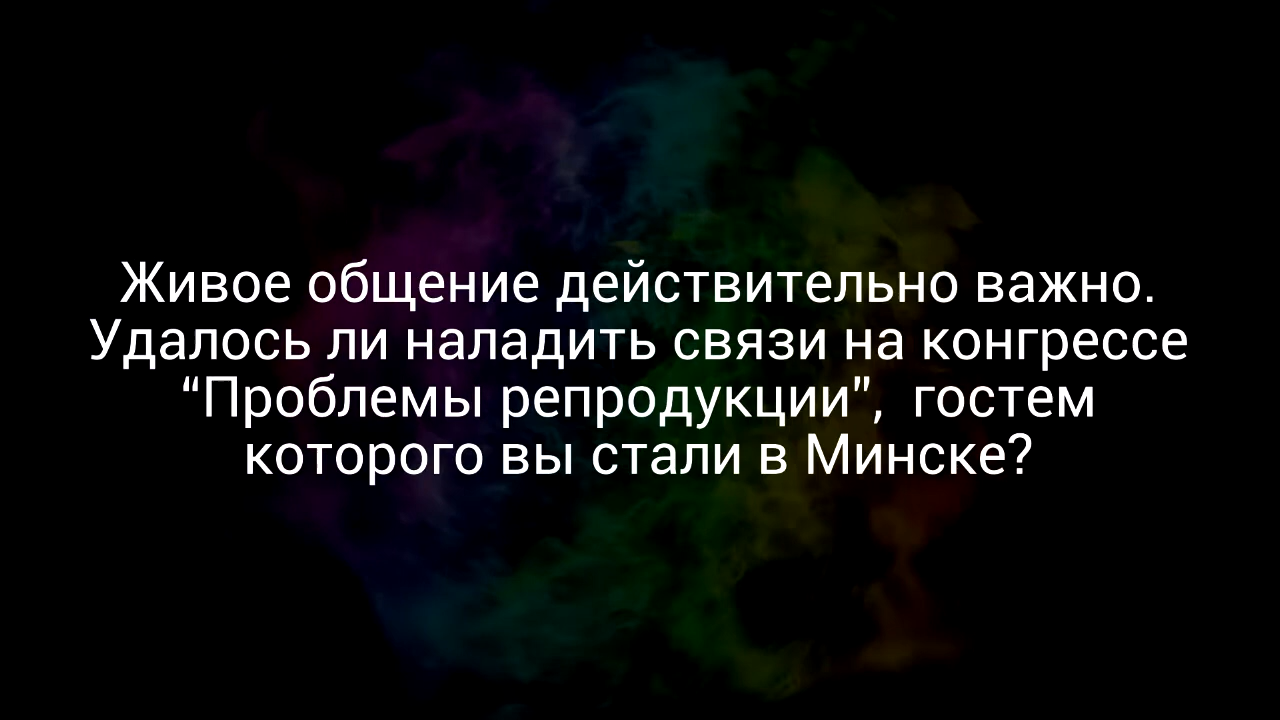 Живое общение действительно важно.
Удалось ли наладить связи на конгрессе
“Проблемы репродукции”,  гостем
которого вы стали в Минске?